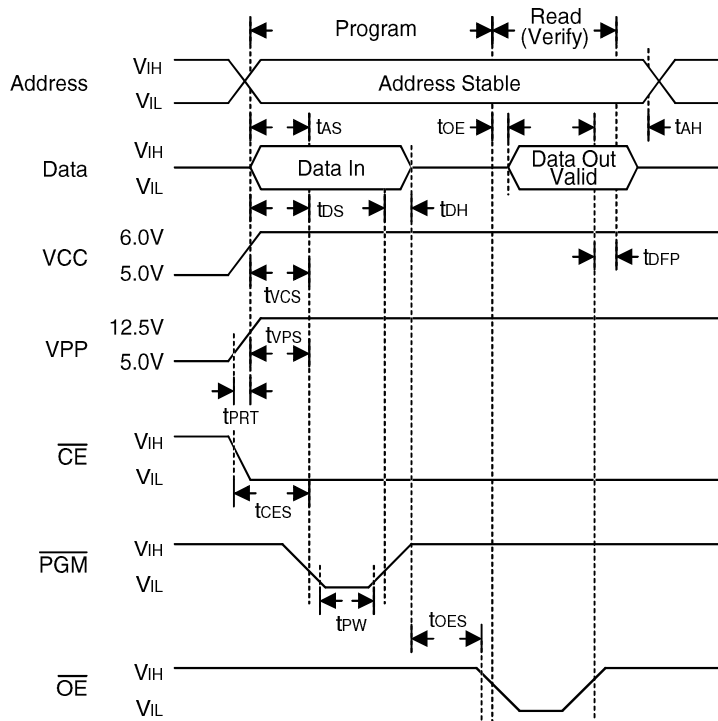 Program
Read
(Verify)
Address
VIH
VIL
Address Stable
tAS
tOE
tAH
Data
VIH
VIL
Data In
Data Out
Valid
tDS
tDH
VCC
6.0V
5.0V
tVCS
tDFP
VPP
12.5V
5.0V
tVPS
tPRT
CE
VIH
VIL
tCES
PGM
VIH
VIL
tPW
tOES
OE
VIH
VIL